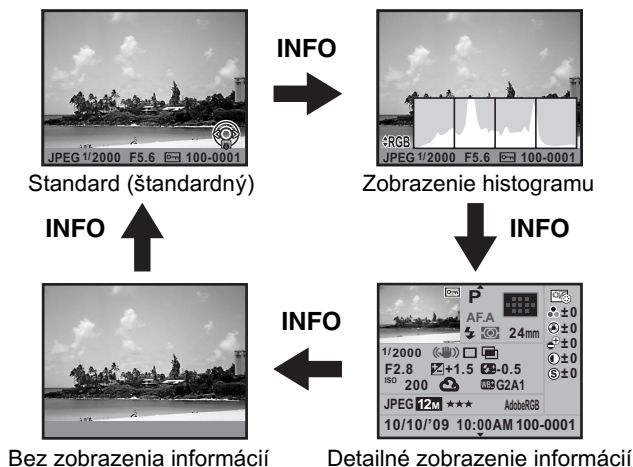 INFO
JPEG 1/2000 F5.6 100-0001
RGB
JPEG 1/2000 F5.6 100-0001
Standard (štandardný)
Zobrazenie histogramu
INFO
INFO
INFO
P
AF.A
24mm
1/2000
F2.8 +1.5 -0.5
ISO 200 WB± G2A1
JPEG 12M ★★★ AdobeRGB
10/10/'09 10:00AM 100-0001
±0
±0
±0
±0
S ±0
Bez zobrazenia informácií
Detailné zobrazenie informácií